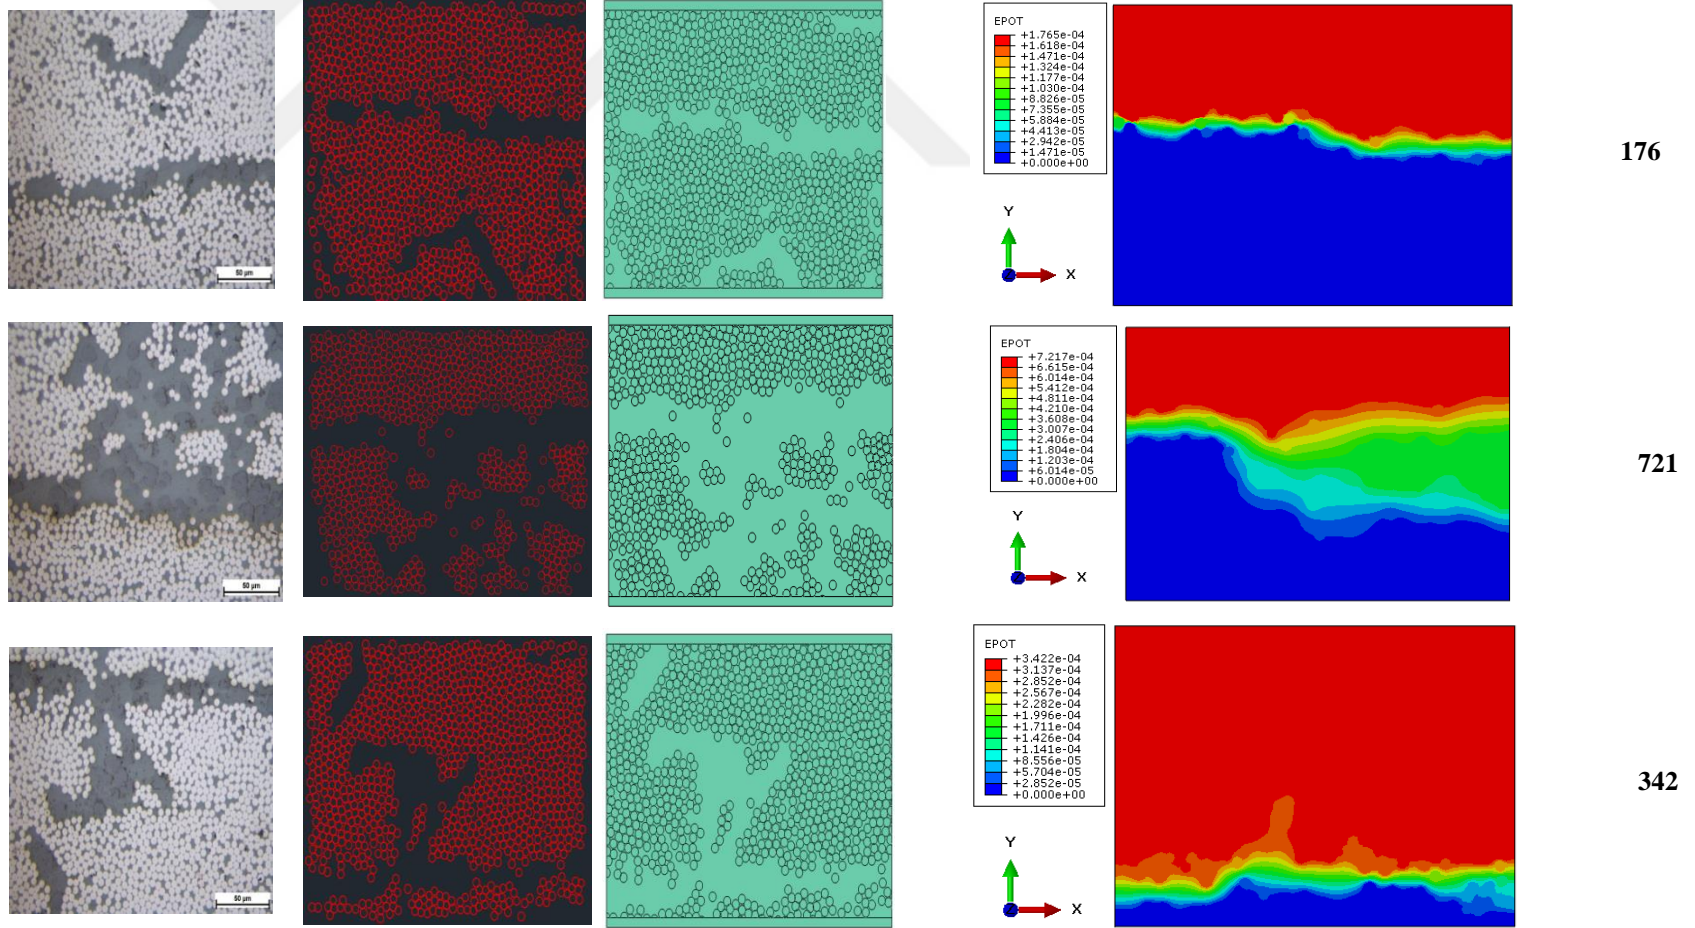 50 µm
EPOT
+1.765e-04
+1.618e-04
+1.471e-04
+1.324e-04
+1.177e-04
+1.030e-04
+8.826e-05
+7.355e-05
+5.884e-05
+4.413e-05
+2.942e-05
+1.471e-05
+0.000e+00
Y
Z
X
176
50 µm
EPOT
+7.217e-04
+6.615e-04
+6.014e-04
+5.412e-04
+4.811e-04
+4.210e-04
+3.608e-04
+3.007e-04
+2.406e-04
+1.804e-04
+1.203e-04
+6.014e-05
+0.000e+00
Y
Z
X
721
50 µm
EPOT
+3.422e-04
+3.137e-04
+2.852e-04
+2.567e-04
+2.282e-04
+1.996e-04
+1.711e-04
+1.426e-04
+1.141e-04
+8.556e-05
+5.704e-05
+2.852e-05
+0.000e+00
Y
Z
X
342